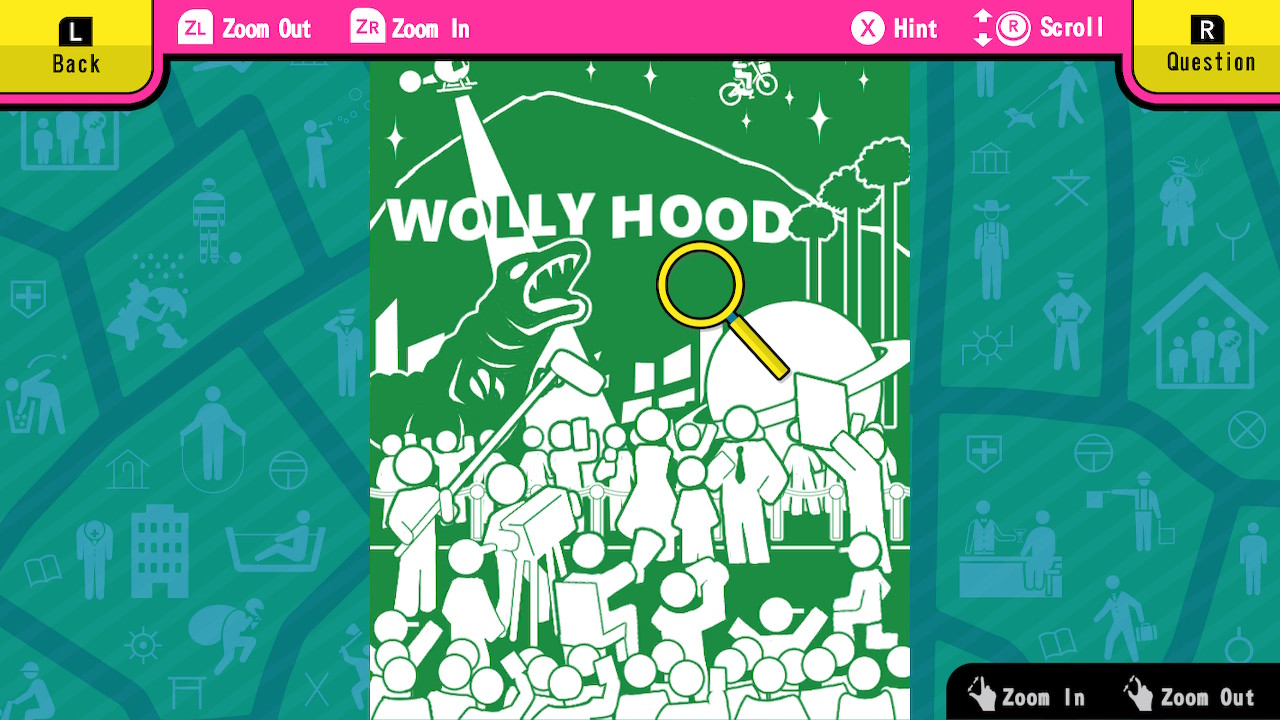 L
Back
ZL Zoom Out
ZR Zoom In
X Hint
R Scroll
R
Question
WOLLY HOOD
Zoom In
Zoom Out